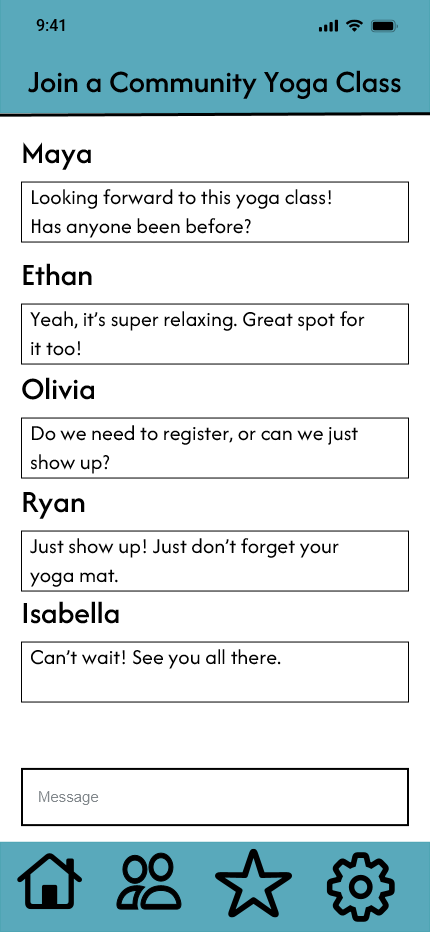 9:41
Join a Community Yoga Class
Maya
Looking forward to this yoga class!
Has anyone been before?
Ethan
Yeah, it’s super relaxing. Great spot for
it too!
Olivia
Do we need to register, or can we just
show up?
Ryan
Just show up! Just don’t forget your
yoga mat.
Isabella
Can’t wait! See you all there.
Message